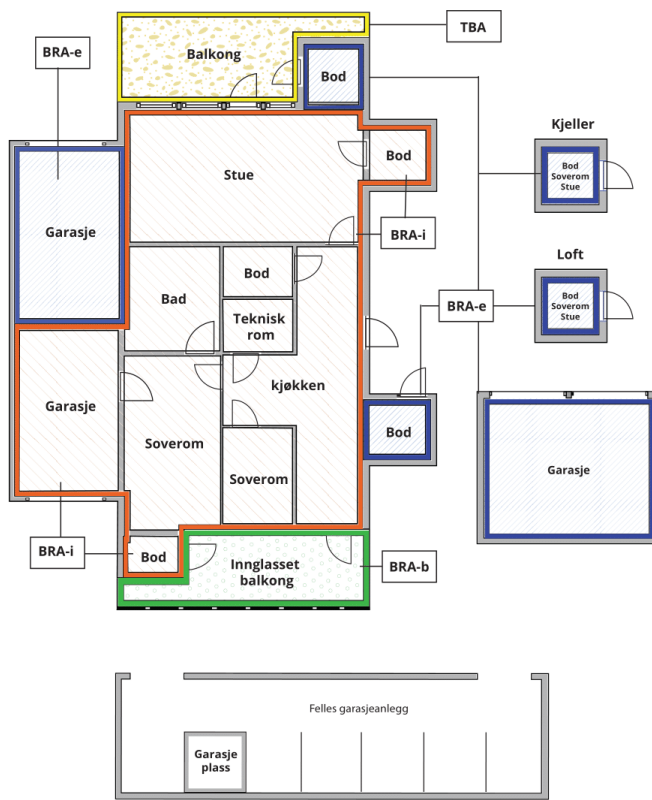 TBA
BRA-e
Balkong
Bod
Kjeller
Bod
Soverom
Stue
Stue
Bod
Garasje
BRA-i
Loft
Bod
Soverom
Stue
Bod
Bad
Teknisk
rom
BRA-e
Garasje
kjøkken
Soverom
Bod
Garasje
Soverom
BRA-i
Bod
Innglasset
balkong
BRA-b
Felles garasjeanlegg
Garasje
plass